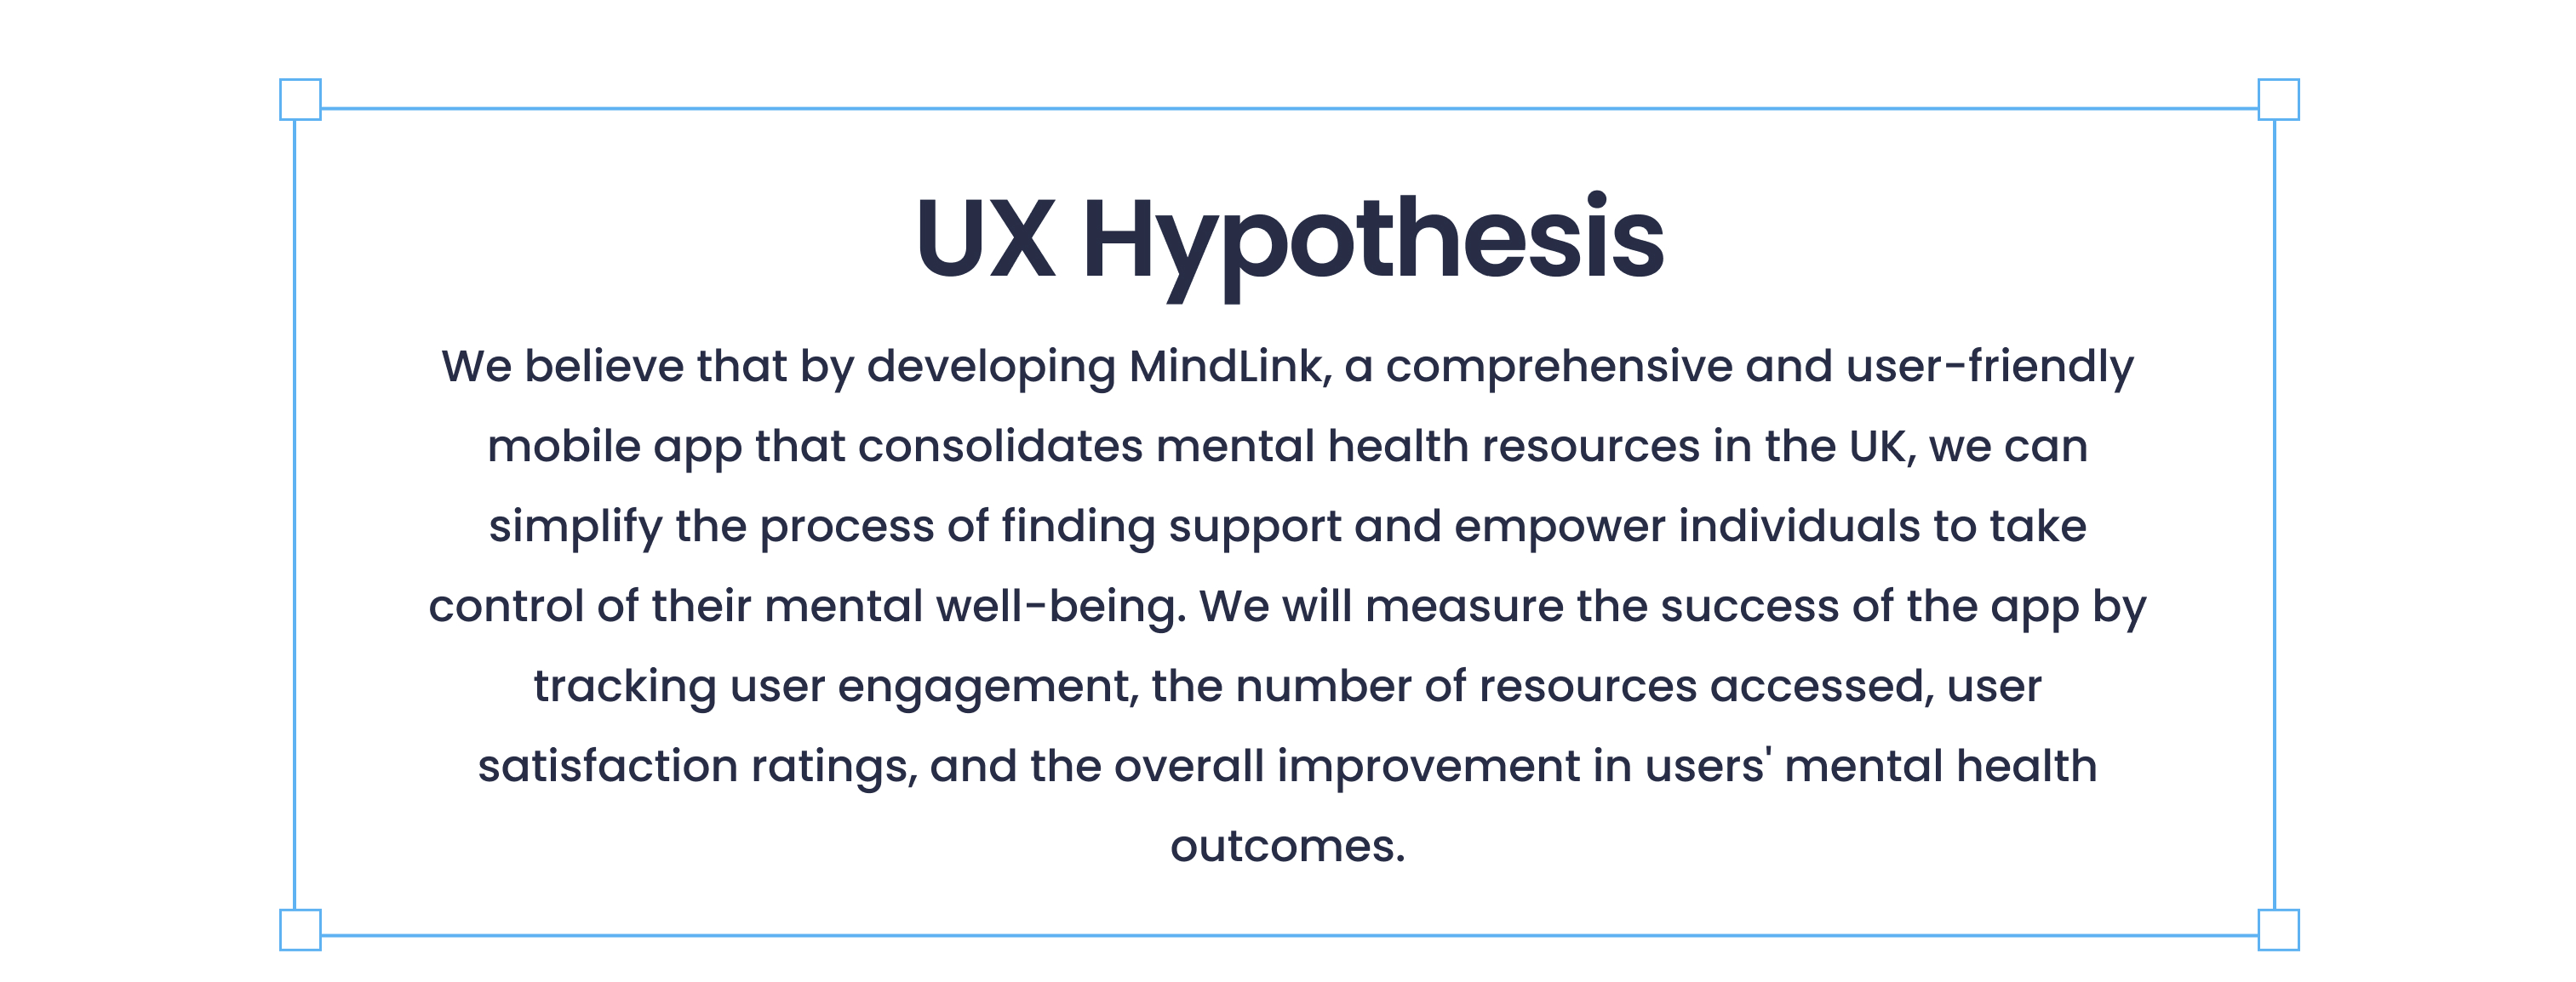 UX Hypothesis
We believe that by developing MindLink, a comprehensive and user-friendly
mobile app that consolidates mental health resources in the UK, we can
simplify the process of finding support and empower individuals to take
control of their mental well-being. We will measure the success of the app by
tracking user engagement, the number of resources accessed, user
satisfaction ratings, and the overall improvement in users' mental health
outcomes.